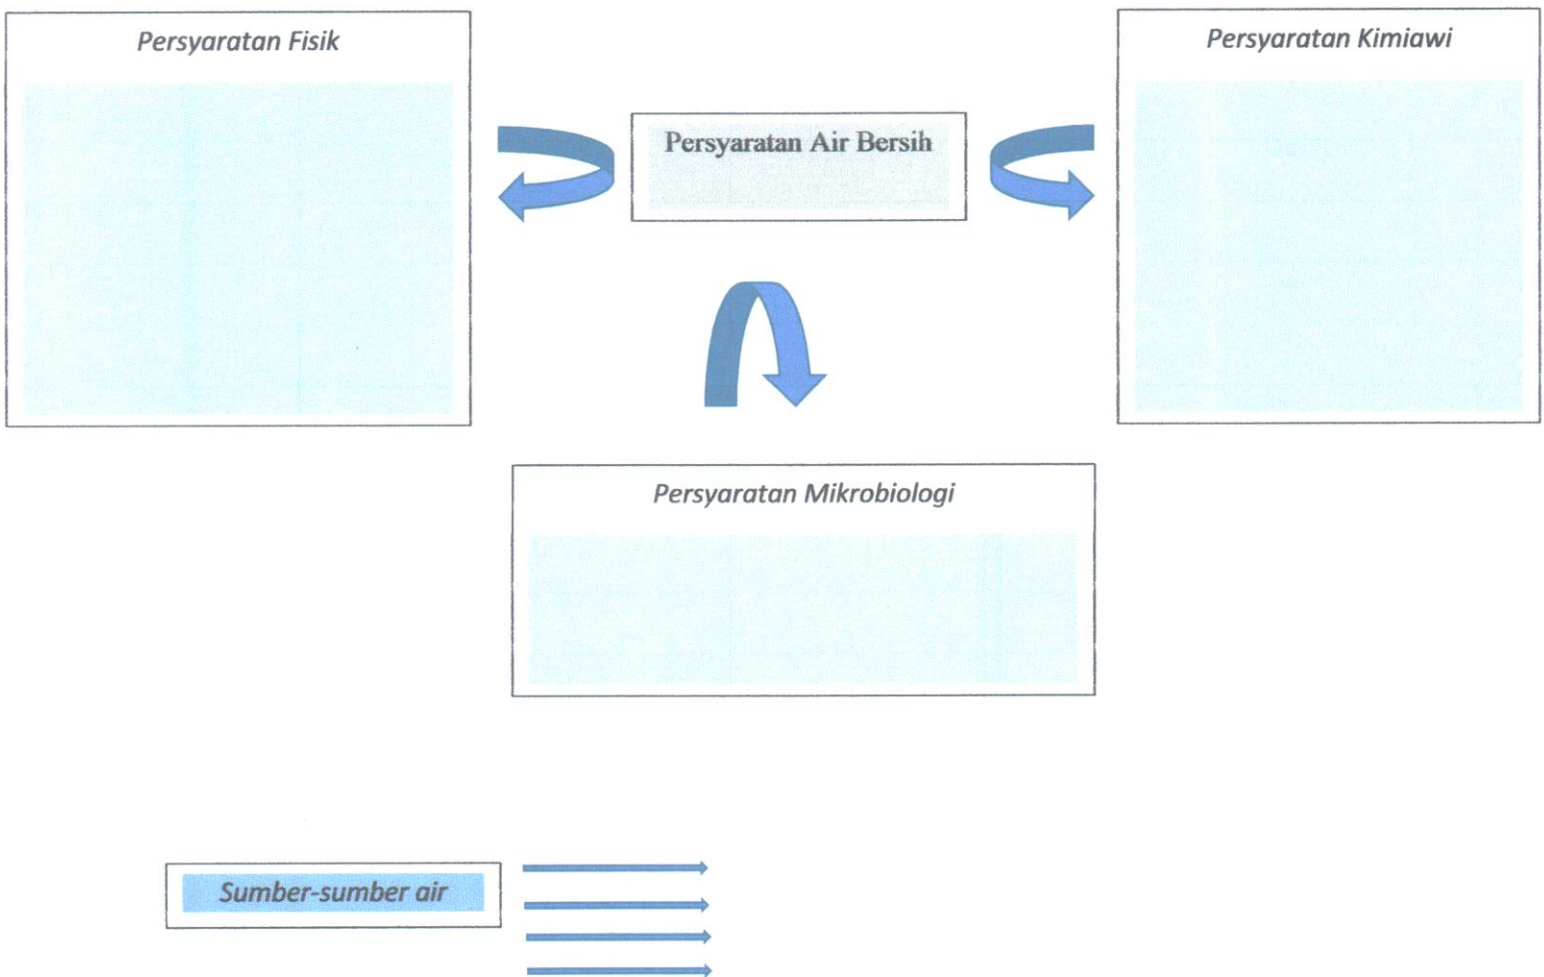 Persyaratan Fisik
Persyaratan Kimiawi
Persyaratan Air Bersih
Persyaratan Mikrobiologi
Sumber-sumber air